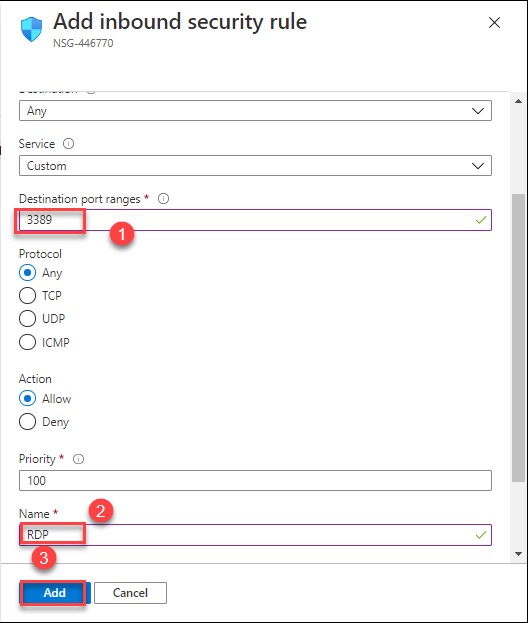 Add inbound security rule
NSG-446770
Destination
Any
Service
Custom
Destination port ranges *
3389
1
Protocol
Any
TCP
UDP
ICMP
Action
Allow
Deny
Priority *
100
Name *
2
RDP
3
Add
Cancel